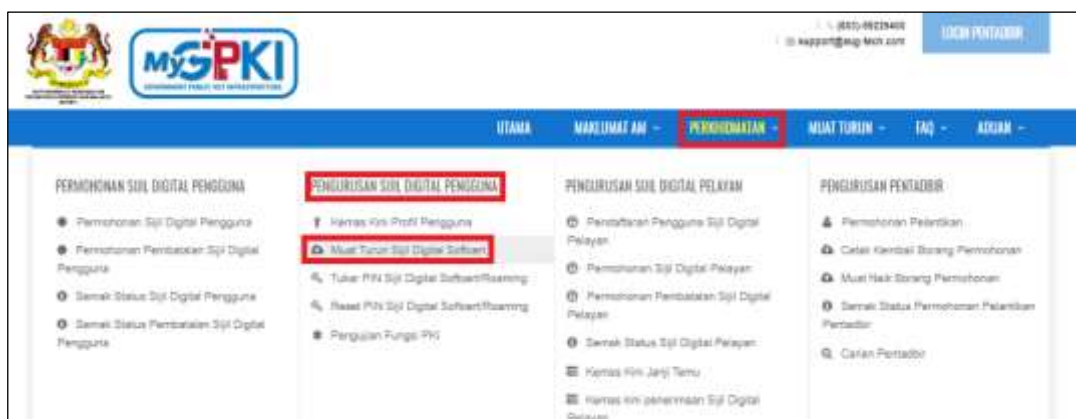 MyGPKI
GOVERNMENT PUBLIC KEY INFRASTRUCTURE
LOGIN PENTADBIR
UTAMA
MAKLUMAT AM
PERKHIDMATAN
MUAT TURUN
FAQ
ADUAN
PERMOHONAN SIJIL DIGITAL PENGGUNA
Permohonan Sijil Digital Pengguna
Permohonan Pembatalan Sijil Digital
Pengguna
Semak Status Sijil Digital Pengguna
Semak Status Pembatalan Sijil Digital
Pengguna
PENGURUSAN SIJIL DIGITAL PENGGUNA
Kemas Kini Profil Pengguna
Muat Turun Sijil Digital Softcert
Tukar PIN Sijil Digital Softcert/Roaming
Reset PIN Sijil Digital Softcert/Roaming
Pengujian Fungsi PKI
PENGURUSAN SIJIL DIGITAL PELAYAN
Pendaftaran Pengguna Sijil Digital
Pelayan
Permohonan Sijil Digital Pelayan
Permohonan Pembatalan Sijil Digital
Pelayan
Semak Status Sijil Digital Pelayan
Kemas Kini Janji Temu
Kemas kini penerimaan Sijil Digital
Pelayan
PENGURUSAN PENTADBIR
Permohonan Pelantikan
Cetak Kembali Borang Permohonan
Muat Naik Borang Permohonan
Semak Status Permohonan Pelantikan
Pentadbir
Carian Pentadbir